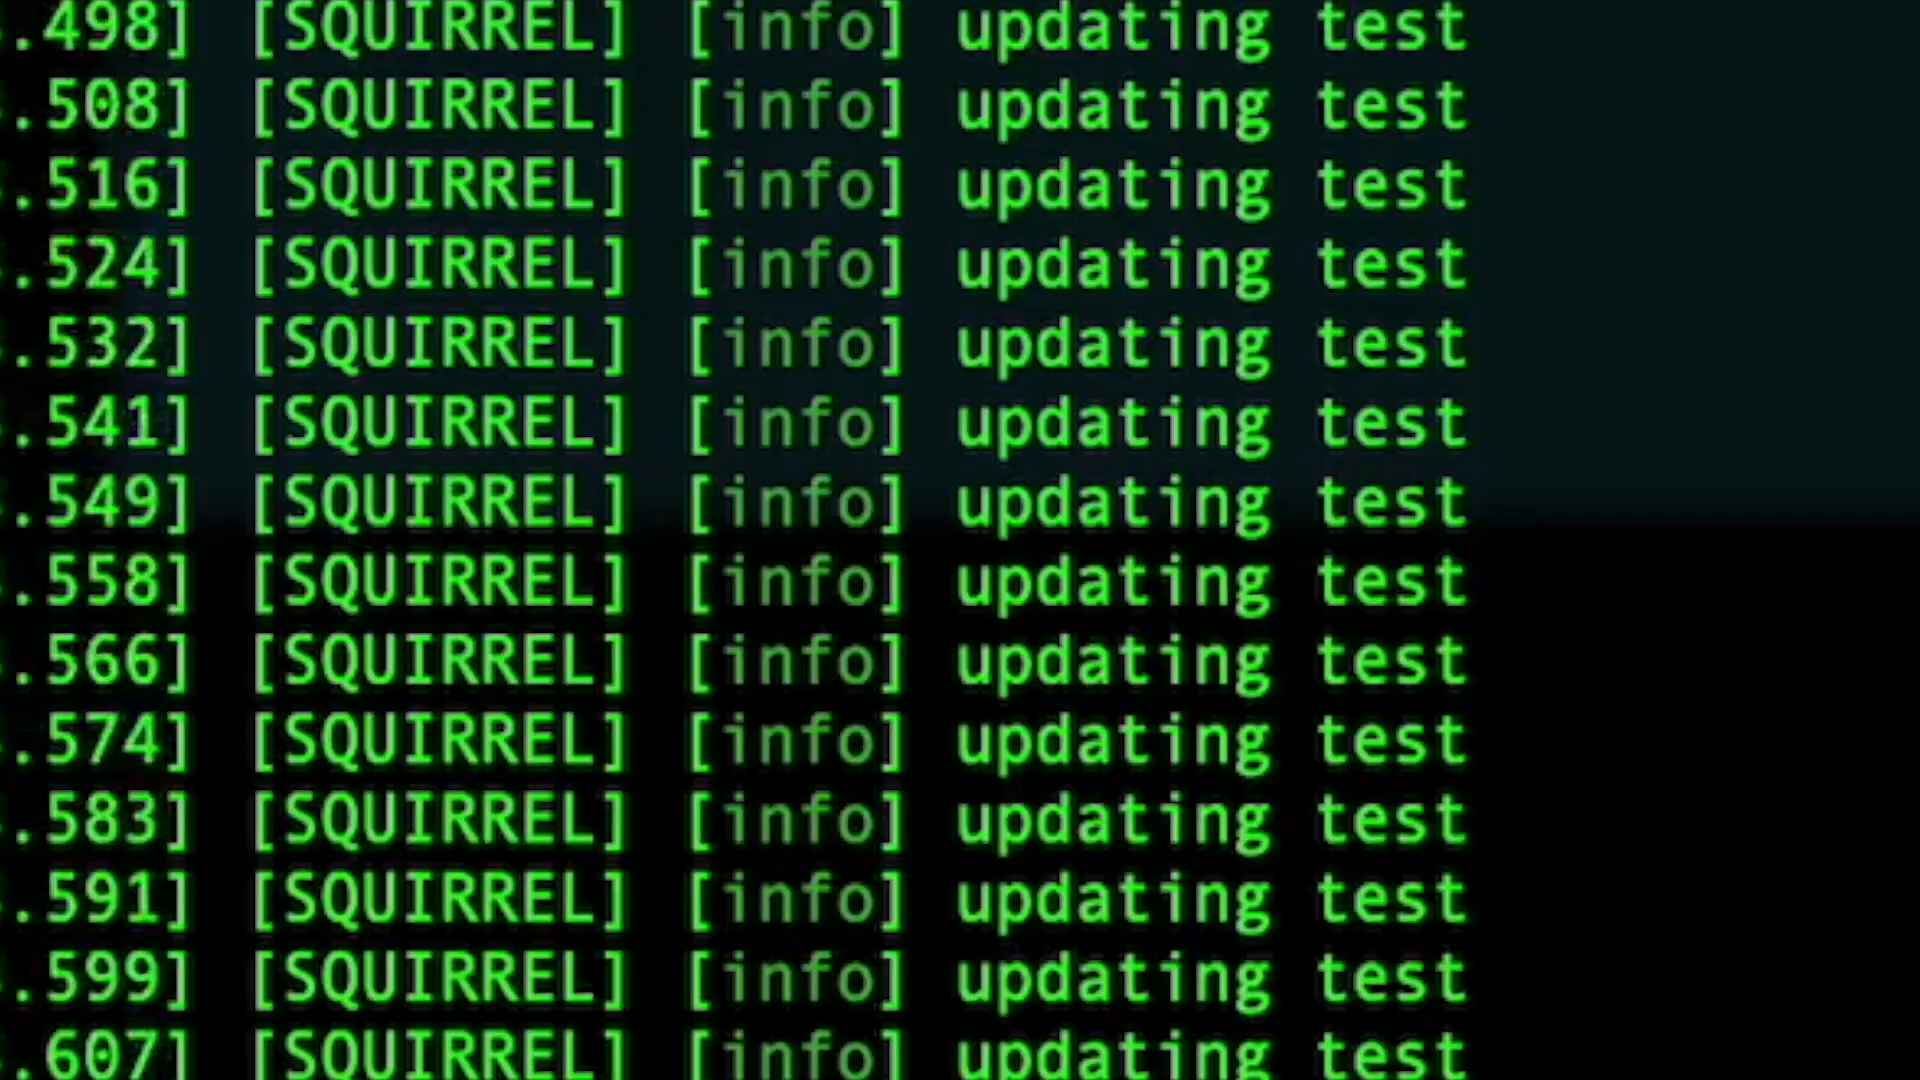 .498] [SQUIRREL] [info] updating test
.508] [SQUIRREL] [info] updating test
.516] [SQUIRREL] [info] updating test
.524] [SQUIRREL] [info] updating test
.532] [SQUIRREL] [info] updating test
.541] [SQUIRREL] [info] updating test
.549] [SQUIRREL] [info] updating test
.558] [SQUIRREL] [info] updating test
.566] [SQUIRREL] [info] updating test
.574] [SQUIRREL] [info] updating test
.583] [SQUIRREL] [info] updating test
.591] [SQUIRREL] [info] updating test
.599] [SQUIRREL] [info] updating test
.607] [SQUIRREL] [info] updating test